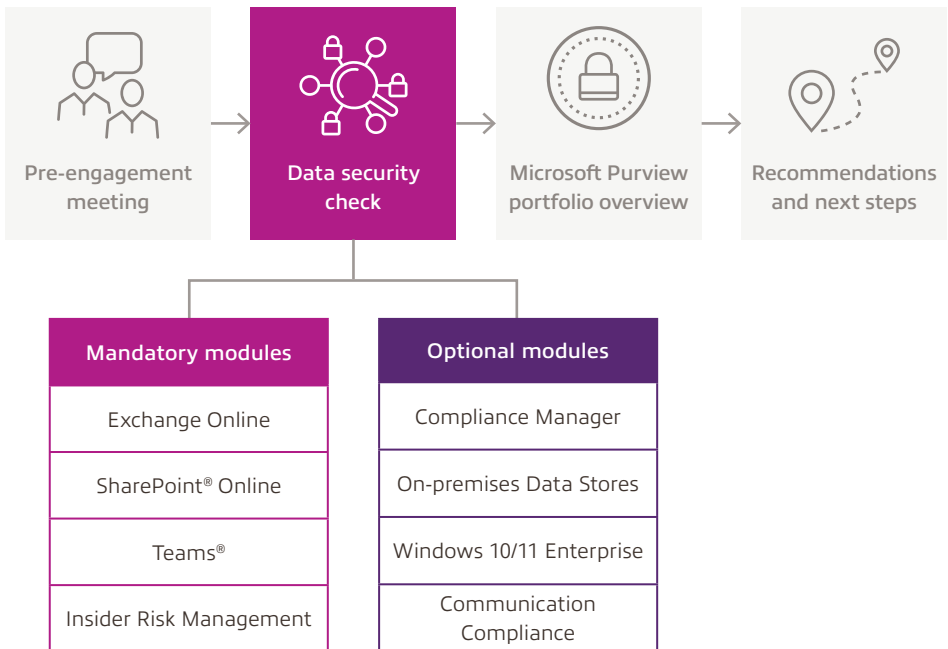 Pre-engagement
meeting
Data security
check
Microsoft Purview
portfolio overview
Recommendations
and next steps
Mandatory modules
Exchange Online
SharePoint® Online
Teams®
Insider Risk Management
Optional modules
Compliance Manager
On-premises Data Stores
Windows 10/11 Enterprise
Communication
Compliance